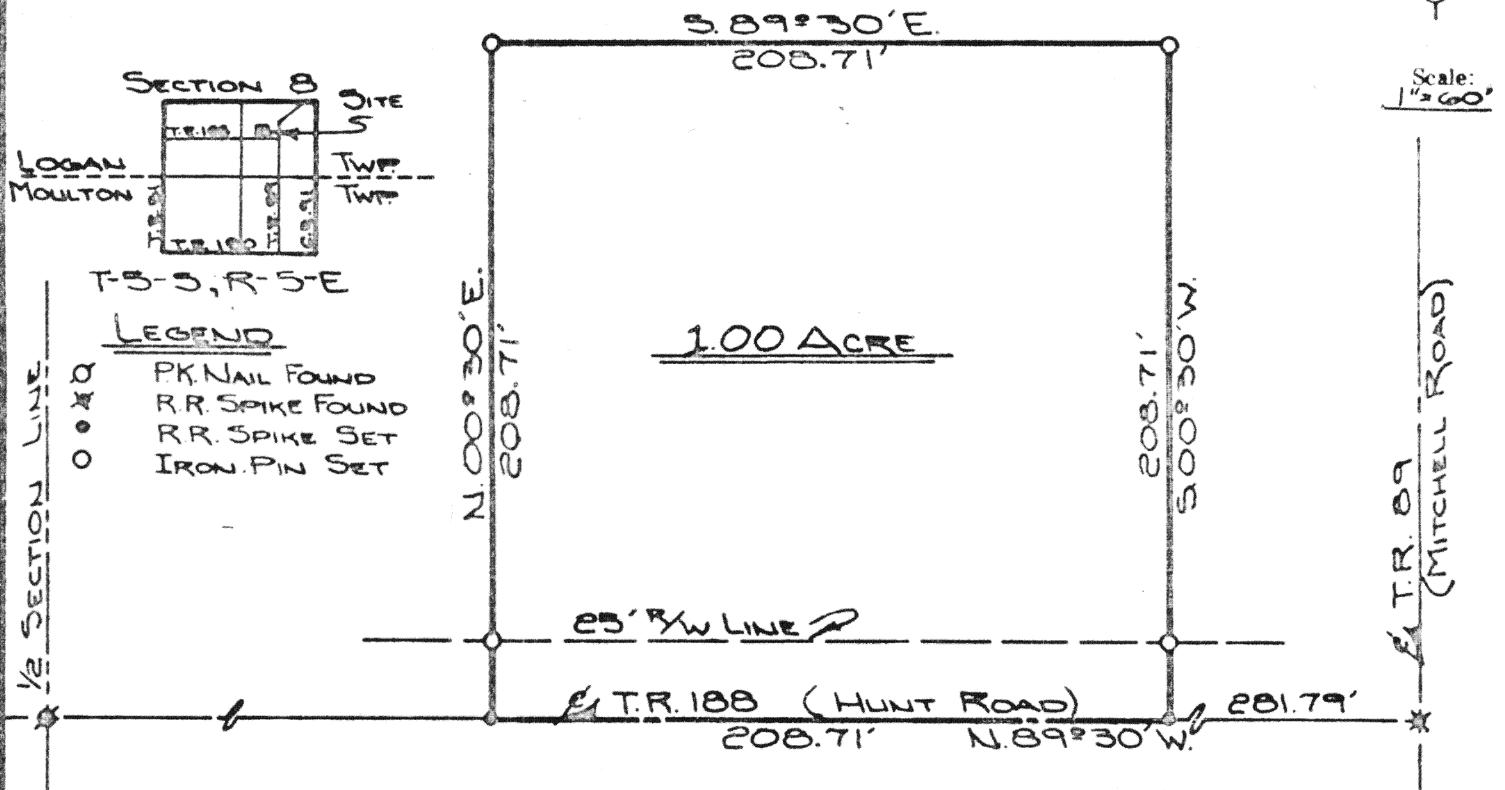 S. 89° 30' E.
208.71'
Scale:
1" = 60'
SECTION 8
SITE
T.R. 188
LOGAN TWP.
MOULTON TWP.
T.R. 89
C.R. 91
T.R. 190
T-5-S, R-5-E
LEGEND
P.K. NAIL FOUND
R.R. SPIKE FOUND
R.R. SPIKE SET
IRON PIN SET
1/2 SECTION LINE
N. 00° 30' E.
208.71'
1.00 ACRE
208.71'
S. 00° 30' W.
T.R. 89
(MITCHELL ROAD)
25' R/W LINE
T.R. 188 (HUNT ROAD)
281.79'
208.71' N. 89° 30' W.